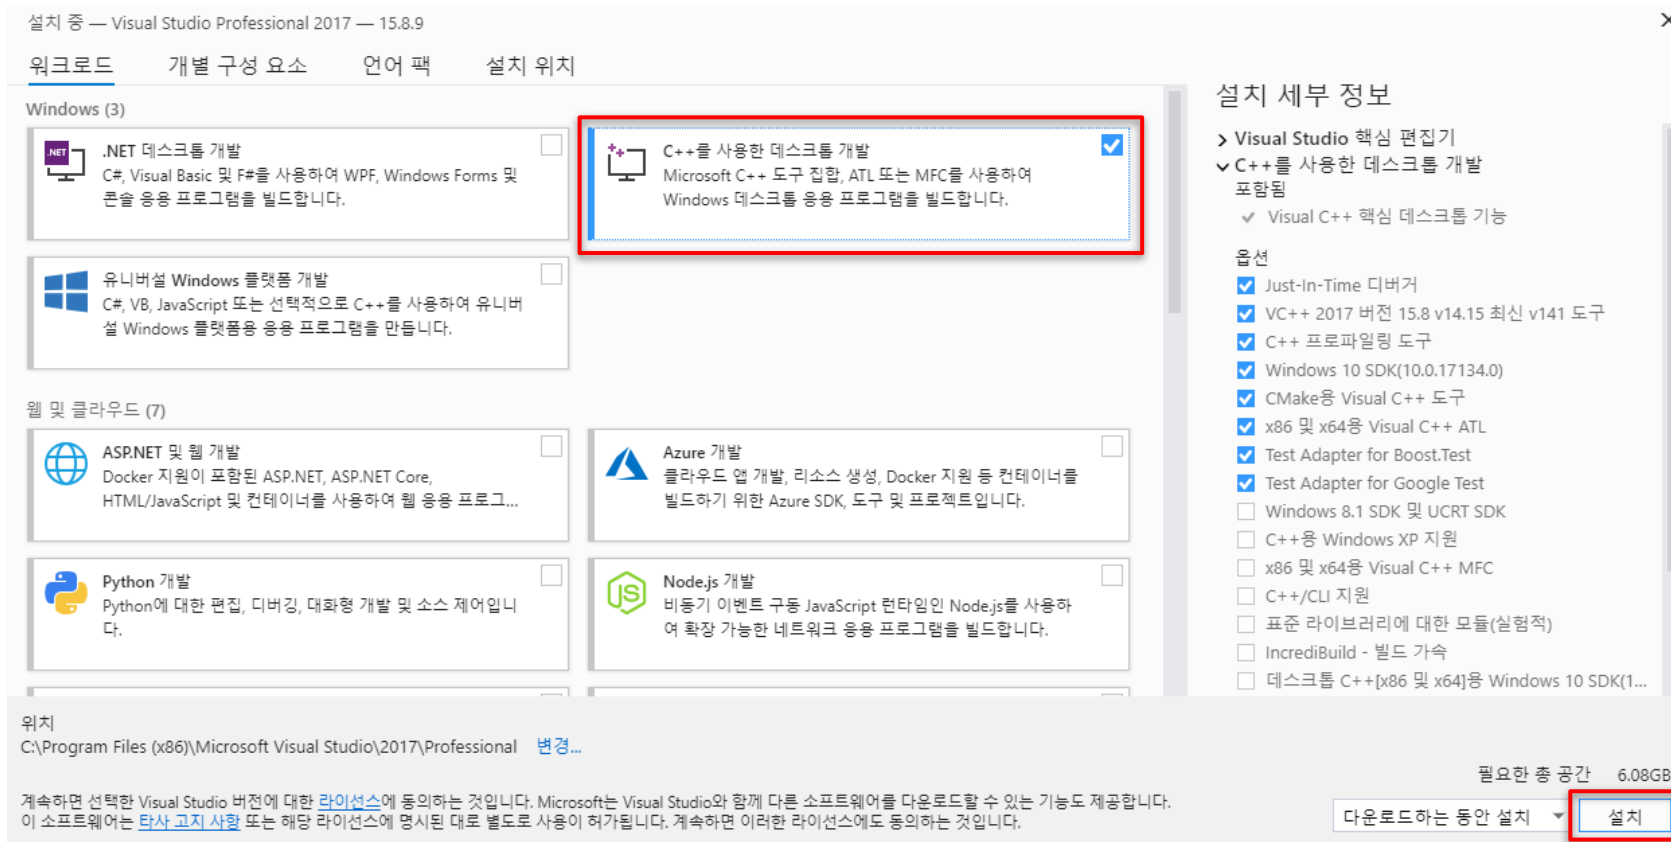 설치 중 — Visual Studio Professional 2017 — 15.8.9
워크로드 개별 구성 요소 언어 팩 설치 위치
Windows (3)
.NET
.NET 데스크톱 개발
C#, Visual Basic 및 F#을 사용하여 WPF, Windows Forms 및
콘솔 응용 프로그램을 빌드합니다.
C++를 사용한 데스크톱 개발
Microsoft C++ 도구 집합, ATL 또는 MFC를 사용하여
Windows 데스크톱 응용 프로그램을 빌드합니다.
유니버설 Windows 플랫폼 개발
C#, VB, JavaScript 또는 선택적으로 C++를 사용하여 유니버
설 Windows 플랫폼용 응용 프로그램을 만듭니다.
웹 및 클라우드 (7)
ASP.NET 및 웹 개발
Docker 지원이 포함된 ASP.NET, ASP.NET Core,
HTML/JavaScript 및 컨테이너를 사용하여 웹 응용 프로그...
Azure 개발
클라우드 앱 개발, 리소스 생성, Docker 지원 등 컨테이너를
빌드하기 위한 Azure SDK, 도구 및 프로젝트입니다.
Python 개발
Python에 대한 편집, 디버깅, 대화형 개발 및 소스 제어입니
다.
JS
Node.js 개발
비동기 이벤트 구동 JavaScript 런타임인 Node.js를 사용하
여 확장 가능한 네트워크 응용 프로그램을 빌드합니다.
설치 세부 정보
Visual Studio 핵심 편집기
C++를 사용한 데스크톱 개발
포함됨
Visual C++ 핵심 데스크톱 기능
옵션
Just-In-Time 디버거
VC++ 2017 버전 15.8 v14.15 최신 v141 도구
C++ 프로파일링 도구
Windows 10 SDK(10.0.17134.0)
CMake용 Visual C++ 도구
x86 및 x64용 Visual C++ ATL
Test Adapter for Boost.Test
Test Adapter for Google Test
Windows 8.1 SDK 및 UCRT SDK
C++용 Windows XP 지원
x86 및 x64용 Visual C++ MFC
C++/CLI 지원
표준 라이브러리에 대한 모듈(실험적)
IncrediBuild - 빌드 가속
데스크톱 C++[x86 및 x64]용 Windows 10 SDK(1...
위치
C:\Program Files (x86)\Microsoft Visual Studio\2017\Professional 변경...
필요한 총 공간 6.08GB
계속하면 선택한 Visual Studio 버전에 대한 라이선스에 동의하는 것입니다. Microsoft는 Visual Studio와 함께 다른 소프트웨어를 다운로드할 수 있는 기능도 제공합니다.
이 소프트웨어는 타사 고지 사항 또는 해당 라이선스에 명시된 대로 별도로 사용이 허가됩니다. 계속하면 이러한 라이선스에도 동의하는 것입니다.
다운로드하는 동안 설치 설치